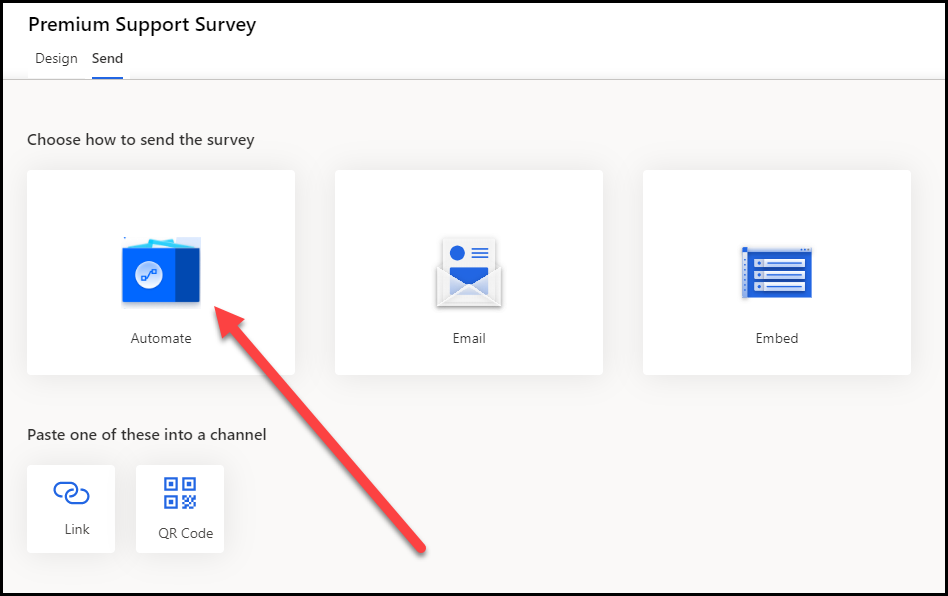 Premium Support Survey
Design Send
Choose how to send the survey
Automate Email Embed
Paste one of these into a channel
Link QR Code